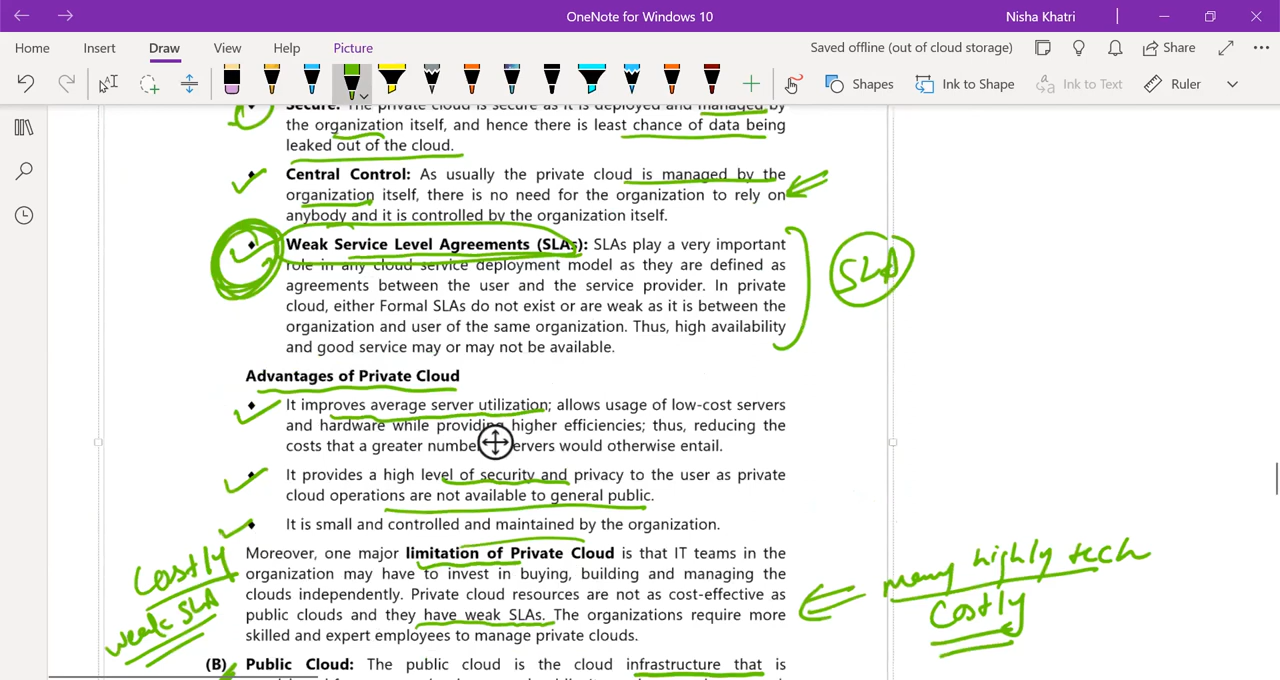 OneNote for Windows 10
Nisha Khatri
Home Insert Draw View Help Picture
Saved offline (out of cloud storage)
Share
Shapes
Ink to Shape
Ink to Text
Ruler
Secure: The private cloud is secure as it is deployed and managed by
the organization itself, and hence there is least chance of data being
leaked out of the cloud.
Central Control: As usually the private cloud is managed by the
organization itself, there is no need for the organization to rely on
anybody and it is controlled by the organization itself.
Weak Service Level Agreements (SLAs): SLAs play a very important
role in any cloud service deployment model as they are defined as
agreements between the user and the service provider. In private
cloud, either Formal SLAs do not exist or are weak as it is between the
organization and user of the same organization. Thus, high availability
and good service may or may not be available.
SLA
Advantages of Private Cloud
It improves average server utilization; allows usage of low-cost servers
and hardware while providing higher efficiencies; thus, reducing the
costs that a greater number servers would otherwise entail.
It provides a high level of security and privacy to the user as private
cloud operations are not available to general public.
It is small and controlled and maintained by the organization.
Moreover, one major limitation of Private Cloud is that IT teams in the
organization may have to invest in buying, building and managing the
clouds independently. Private cloud resources are not as cost-effective as
public clouds and they have weak SLAs. The organizations require more
skilled and expert employees to manage private clouds.
Costly
weak SLA
many highly tech
Costly
(B) Public Cloud: The public cloud is the cloud infrastructure that is